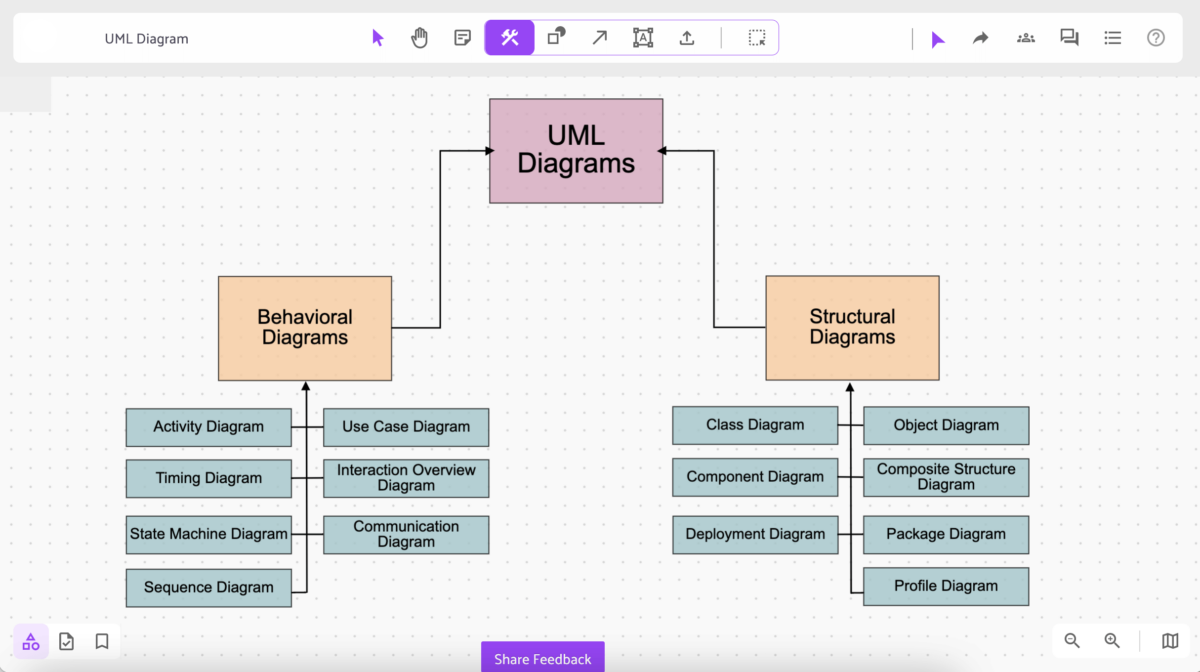 UML Diagram
UML
Diagrams
Behavioral
Diagrams
Structural
Diagrams
Activity Diagram
Use Case Diagram
Timing Diagram
Interaction Overview
Diagram
State Machine Diagram
Communication
Diagram
Sequence Diagram
Class Diagram
Object Diagram
Component Diagram
Composite Structure
Diagram
Deployment Diagram
Package Diagram
Profile Diagram
Share Feedback